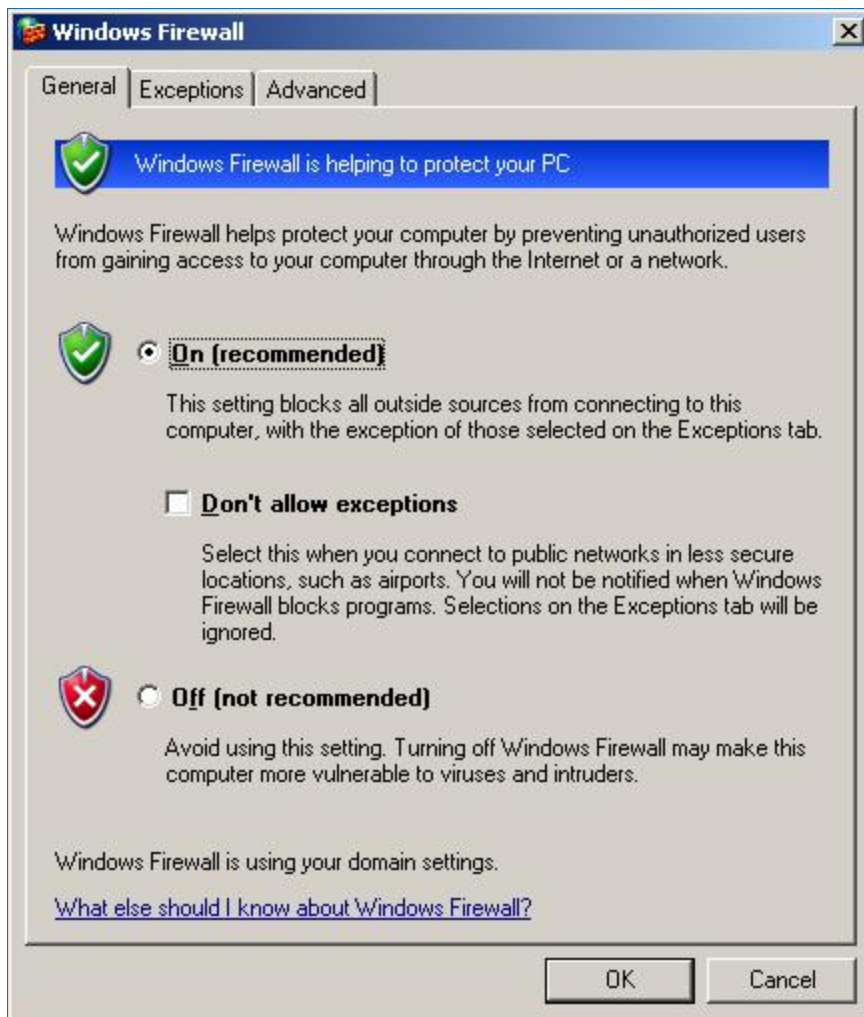 Windows Firewall
General Exceptions Advanced
Windows Firewall is helping to protect your PC
Windows Firewall helps protect your computer by preventing unauthorized users
from gaining access to your computer through the Internet or a network.
On (recommended)
This setting blocks all outside sources from connecting to this
computer, with the exception of those selected on the Exceptions tab.
Don't allow exceptions
Select this when you connect to public networks in less secure
locations, such as airports. You will not be notified when Windows
Firewall blocks programs. Selections on the Exceptions tab will be
ignored.
Off (not recommended)
Avoid using this setting. Turning off Windows Firewall may make this
computer more vulnerable to viruses and intruders.
Windows Firewall is using your domain settings.
What else should I know about Windows Firewall?
OK Cancel